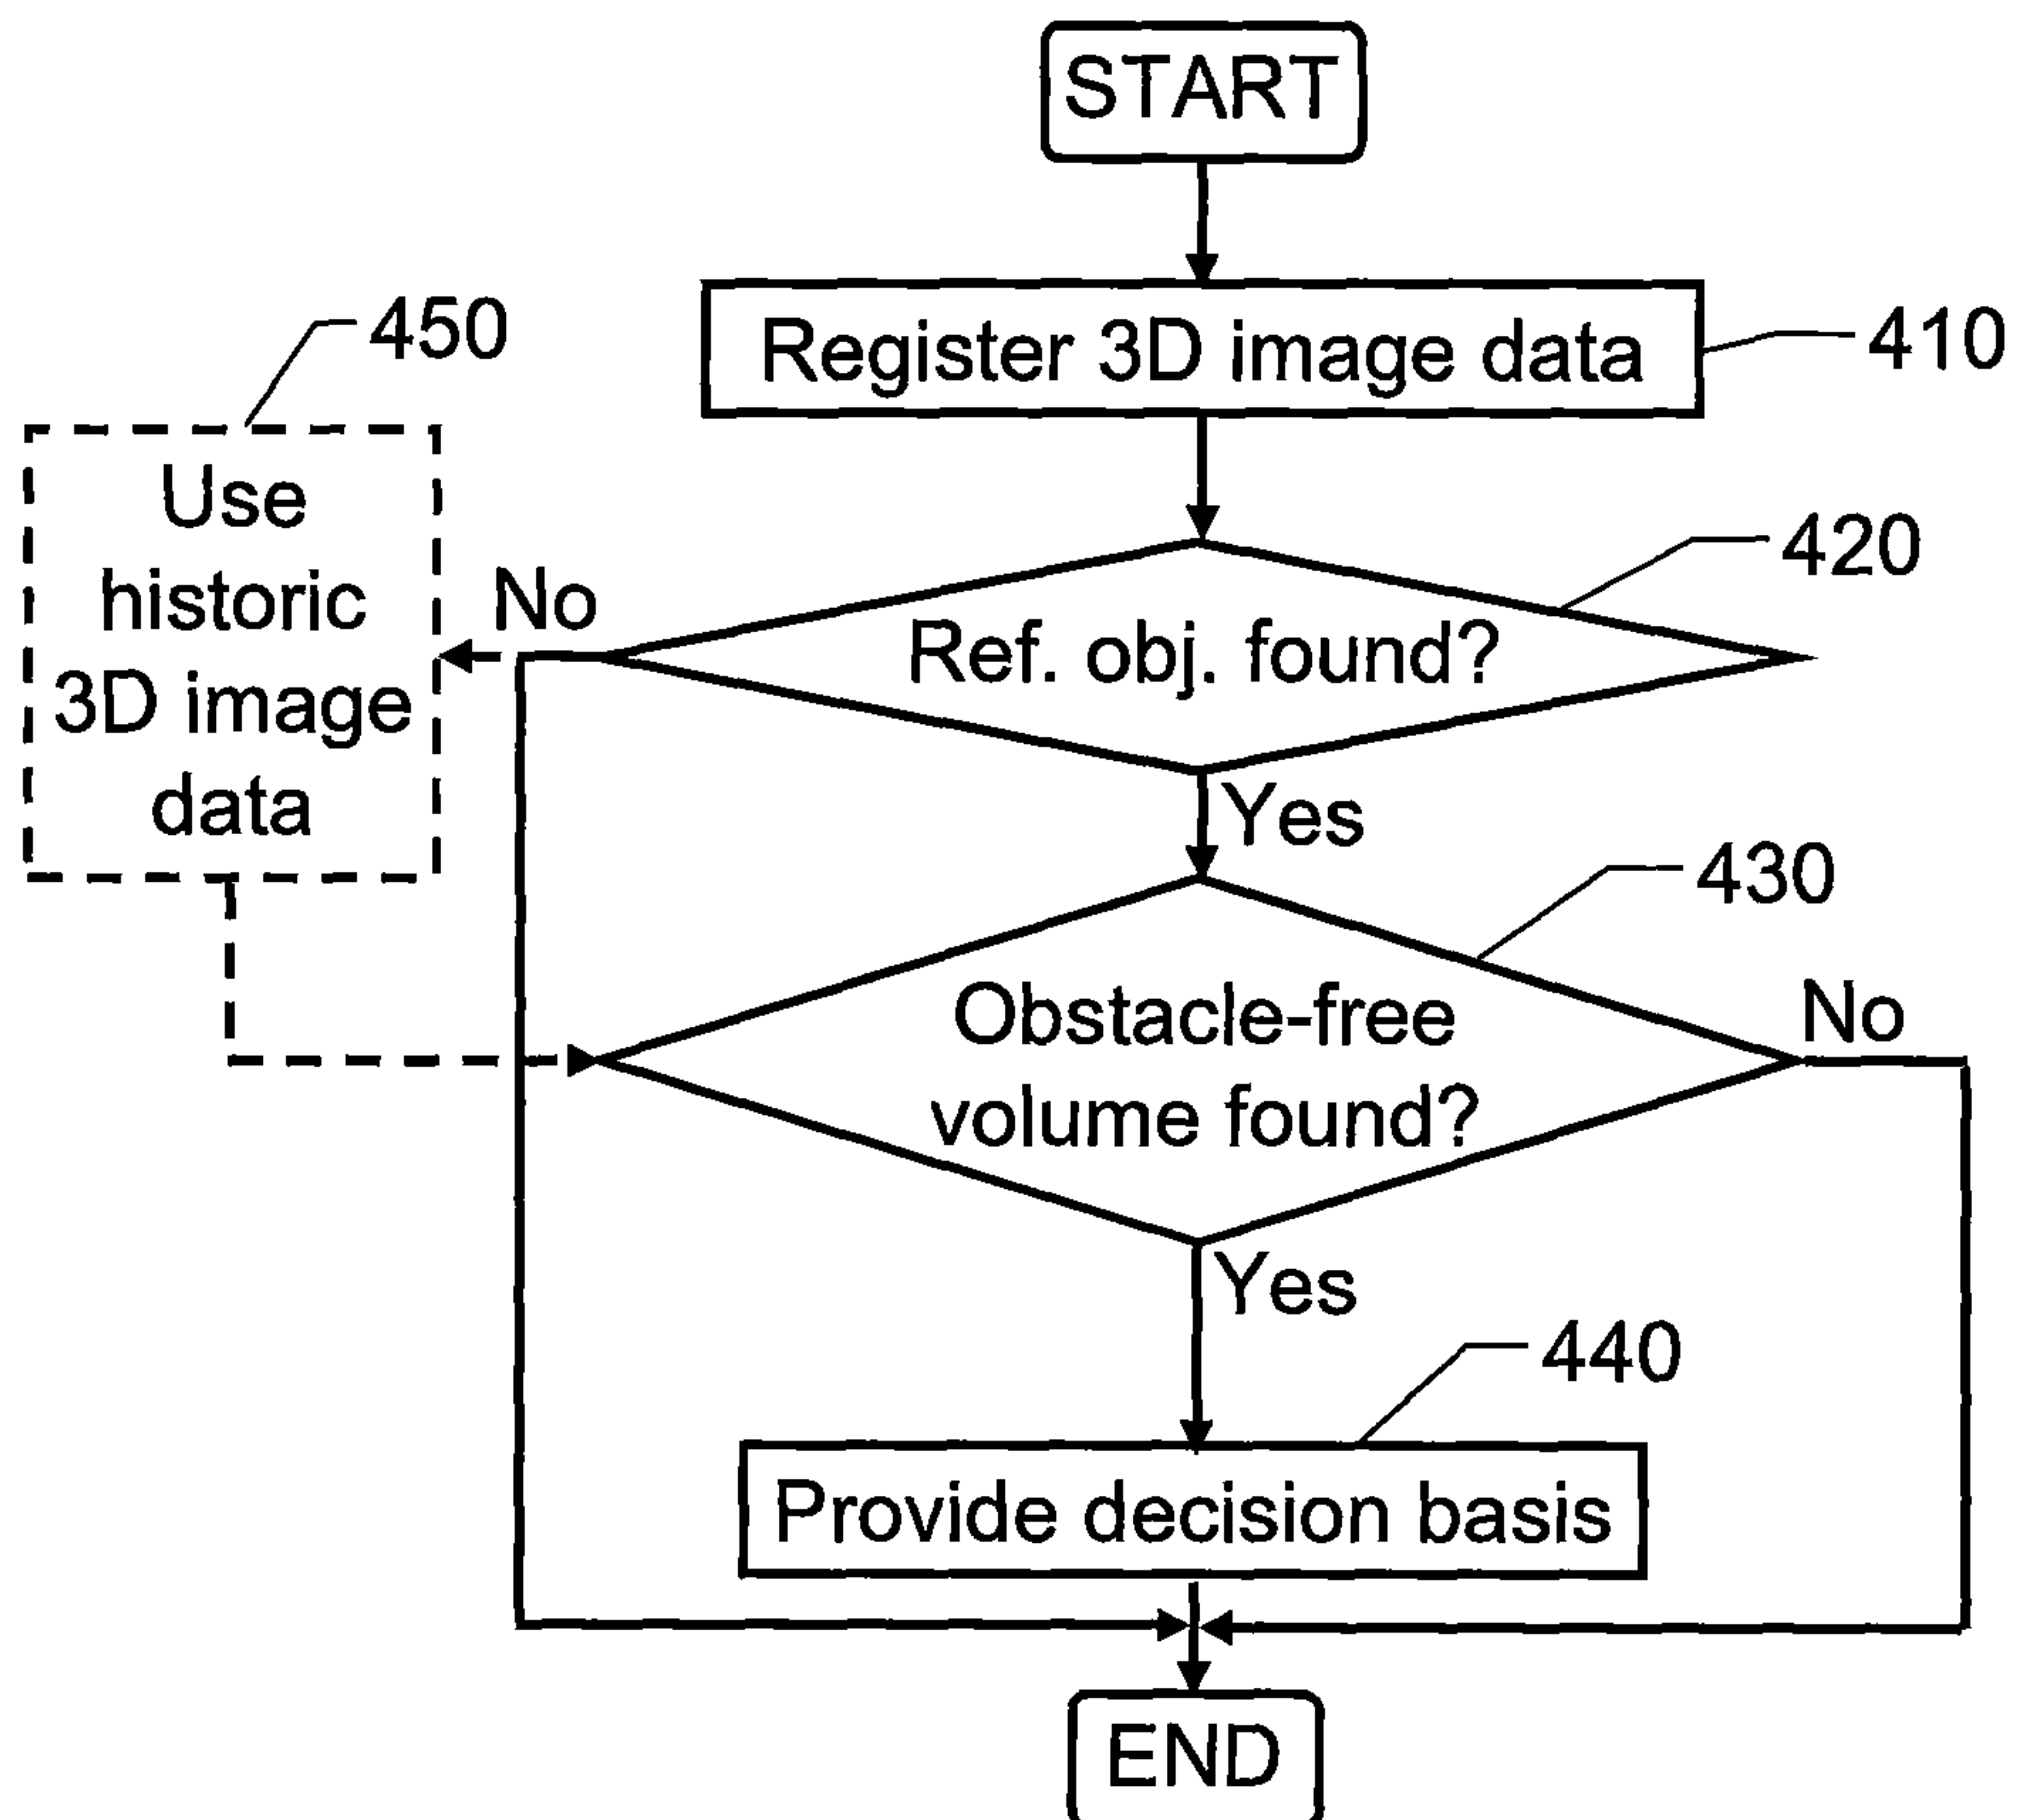 START
Register 3D image data
410
450
Use
historic
3D image
data
No
Ref. obj. found?
420
Yes
430
Obstacle-free
volume found?
No
Yes
440
Provide decision basis
END